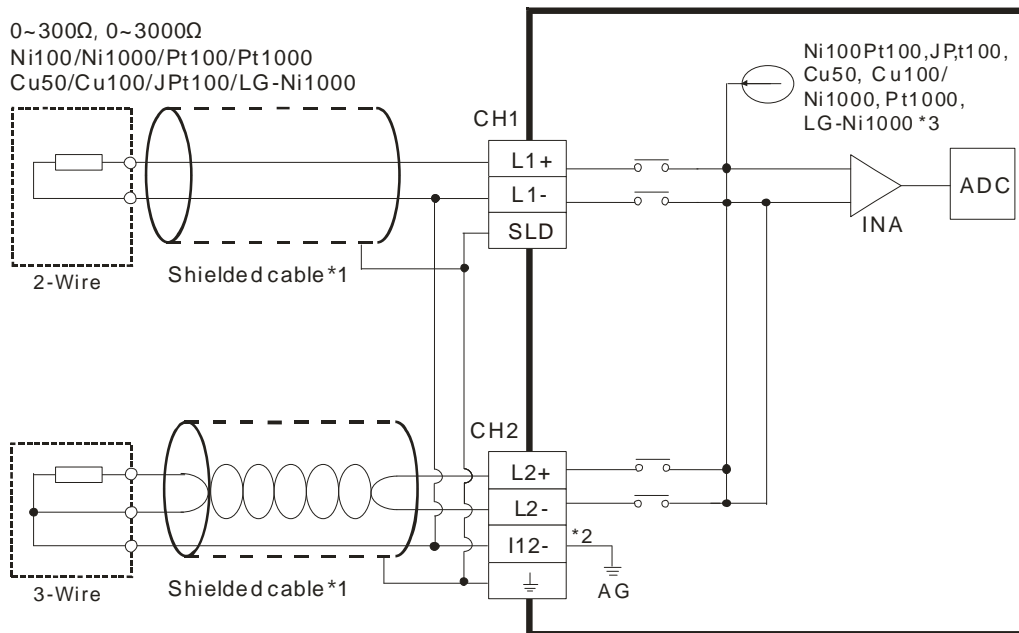 0~300Ω, 0~3000Ω
Ni100/Ni1000/Pt100/Pt1000
Cu50/Cu100/JPt100/LG-Ni1000
Ni100Pt100,JP,t100,
Cu50, Cu100/
Ni1000, Pt1000,
LG-Ni1000 *3
CH1
L1+
L1-
SLD
INA
ADC
2-Wire
Shielded cable*1
CH2
L2+
L2-
I12-
*2
AG
3-Wire
Shielded cable*1